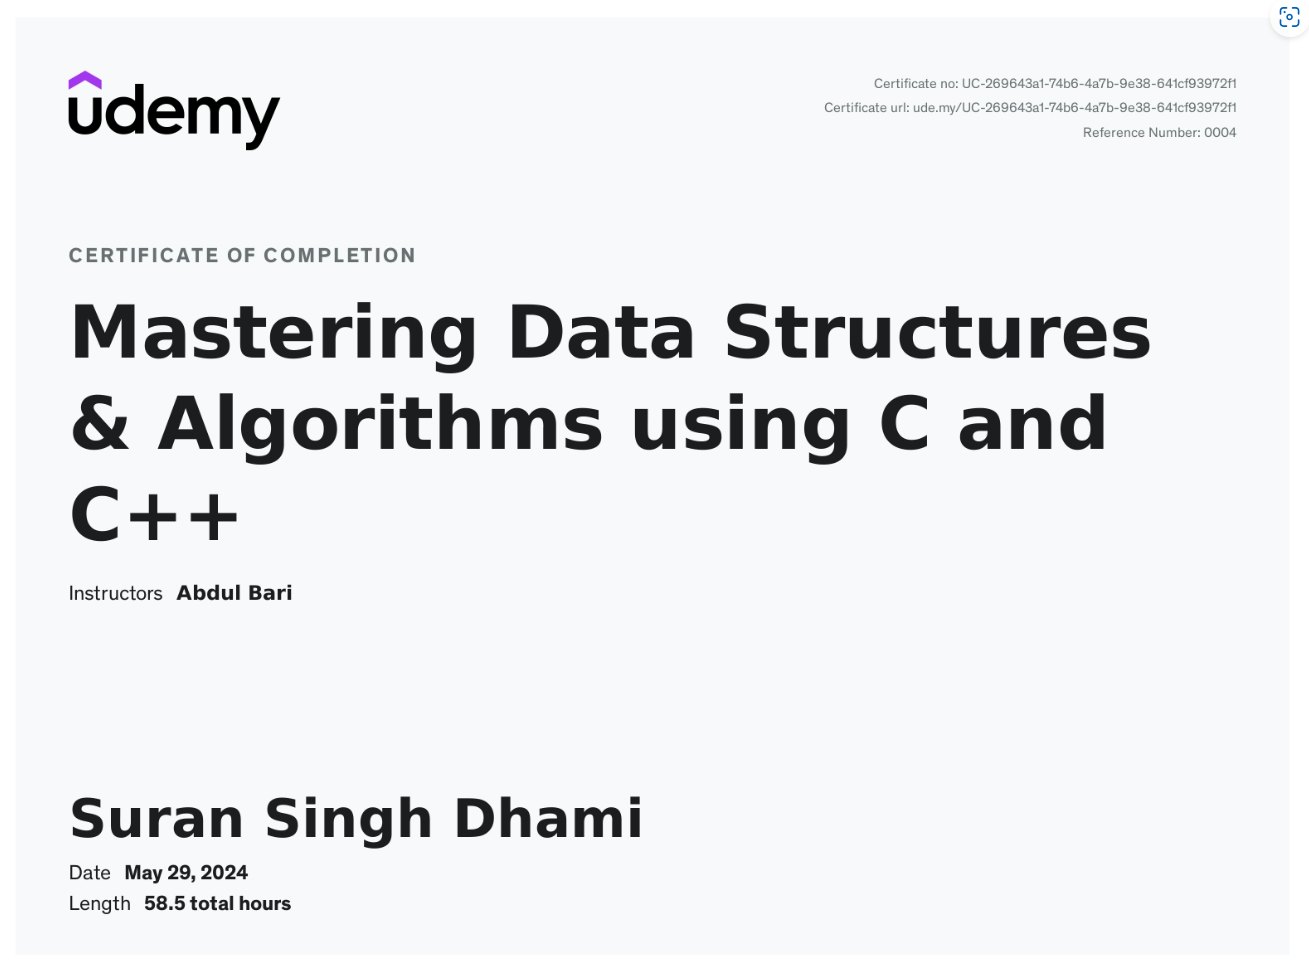 udemy
Certificate no: UC-269643a1-74b6-4a7b-9e38-641cf93972f1
Certificate url: ude.my/UC-269643a1-74b6-4a7b-9e38-641cf93972f1
Reference Number: 0004
CERTIFICATE OF COMPLETION
Mastering Data Structures
& Algorithms using C and
C++
Instructors Abdul Bari
Suran Singh Dhami
Date May 29, 2024
Length 58.5 total hours